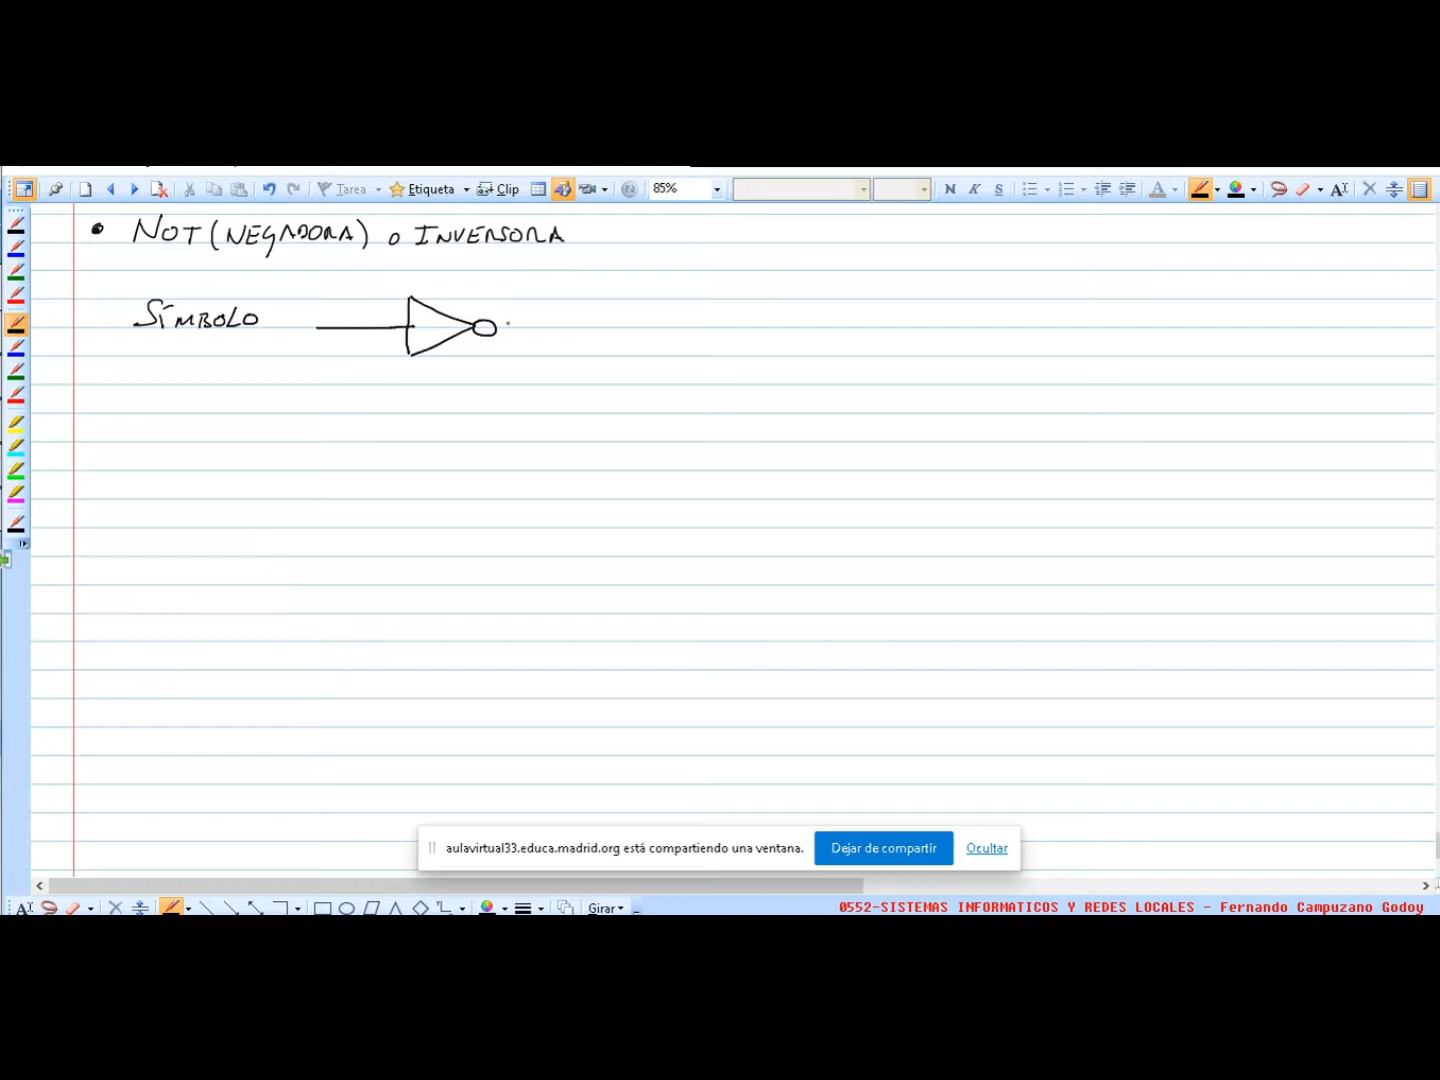 Tarea Etiqueta Clip 85% N K S A A
• NOT (NEGADORA) o INVERSORA
SÍMBOLO
aulavirtual33.educa.madrid.org está compartiendo una ventana. Dejar de compartir Ocultar
A Girar 0552-SISTEMAS INFORMATICOS Y REDES LOCALES - Fernando Campuzano Godoy